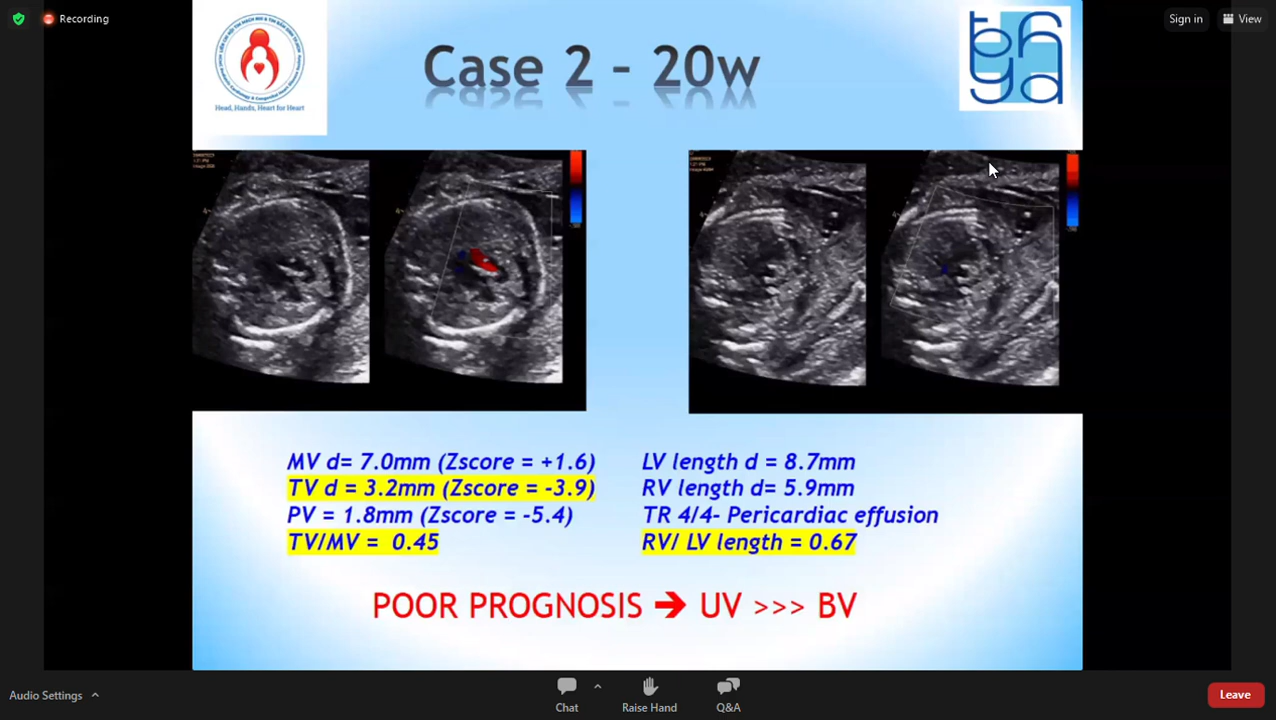 Recording
Sign in
View
Head, Hands, Heart for Heart
Case 2 - 20w
MV d= 7.0mm (Zscore = +1.6)
TV d = 3.2mm (Zscore = -3.9)
PV = 1.8mm (Zscore = -5.4)
TV/MV = 0.45
LV length d = 8.7mm
RV length d= 5.9mm
TR 4/4- Pericardiac effusion
RV/ LV length = 0.67
POOR PROGNOSIS ➔ UV >>> BV
Audio Settings
Chat
Raise Hand
Q&A
Leave